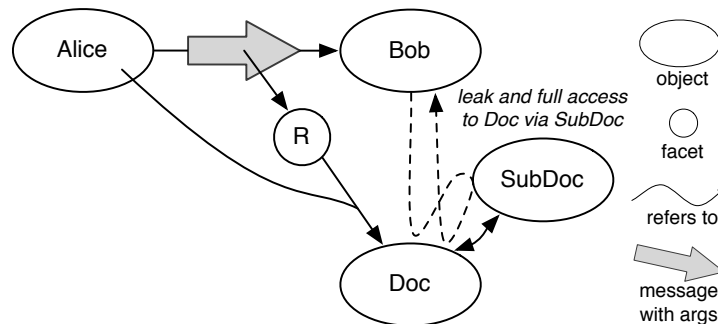 Alice
Bob
leak and full access
to Doc via SubDoc
R
SubDoc
Doc
object
facet
refers to
message
with args